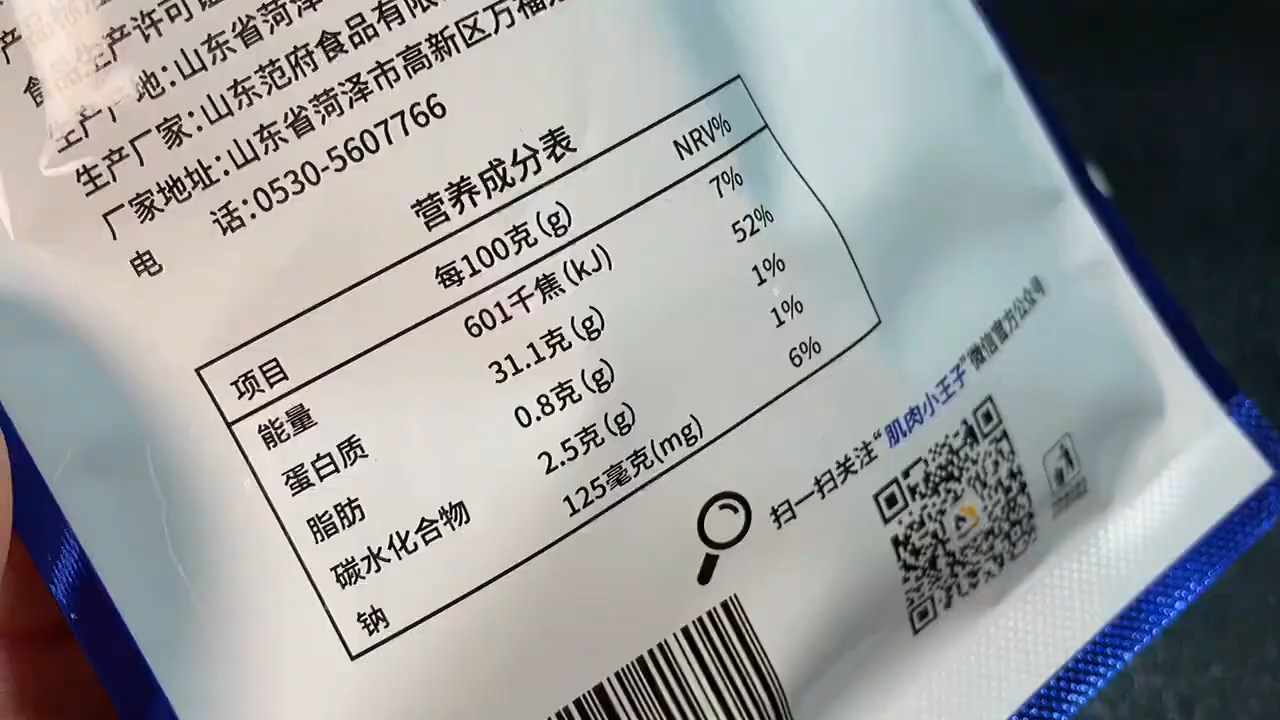 食品生产许可证
生产产地:山东省菏泽
生产厂家:山东范府食品有限
厂家地址:山东省菏泽市高新区万福
电 话:0530-5607766
营养成分表
项目 每100克(g) NRV%
能量 601千焦(kJ) 7%
蛋白质 31.1克(g) 52%
脂肪 0.8克(g) 1%
碳水化合物 2.5克(g) 1%
钠 125毫克(mg) 6%
扫一扫关注“肌肉小王子”微信官方公众号